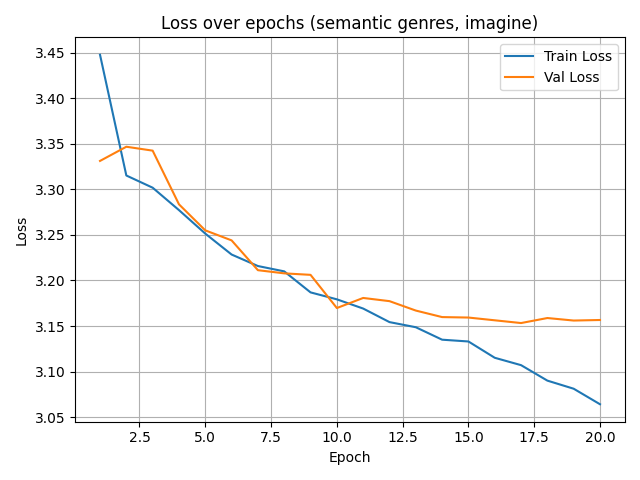 Loss over epochs (semantic genres, imagine)
Train Loss
Val Loss
3.45
3.40
3.35
3.30
3.25
3.20
3.15
3.10
3.05
Loss
2.5 5.0 7.5 10.0 12.5 15.0 17.5 20.0
Epoch